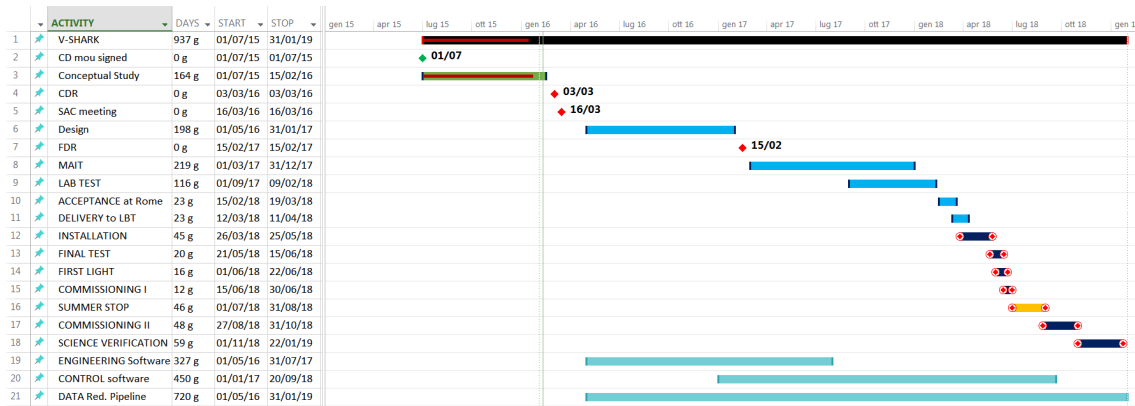 ACTIVITY DAYS START STOP gen 15 apr 15 lug 15 ott 15 gen 16 apr 16 lug 16 ott 16 gen 17 apr 17 lug 17 ott 17 gen 18 apr 18 lug 18 ott 18 gen 1
1 V-SHARK 937 g 01/07/15 31/01/19
2 CD mou signed 0 g 01/07/15 01/07/15 01/07
3 Conceptual Study 164 g 01/07/15 15/02/16
4 CDR 0 g 03/03/16 03/03/16 03/03
5 SAC meeting 0 g 16/03/16 16/03/16 16/03
6 Design 198 g 01/05/16 31/01/17
7 FDR 0 g 15/02/17 15/02/17 15/02
8 MAIT 219 g 01/03/17 31/12/17
9 LAB TEST 116 g 01/09/17 09/02/18
10 ACCEPTANCE at Rome 23 g 15/02/18 19/03/18
11 DELIVERY to LBT 23 g 12/03/18 11/04/18
12 INSTALLATION 45 g 26/03/18 25/05/18
13 FINAL TEST 20 g 21/05/18 15/06/18
14 FIRST LIGHT 16 g 01/06/18 22/06/18
15 COMMISSIONING I 12 g 15/06/18 30/06/18
16 SUMMER STOP 46 g 01/07/18 31/08/18
17 COMMISSIONING II 48 g 27/08/18 31/10/18
18 SCIENCE VERIFICATION 59 g 01/11/18 22/01/19
19 ENGINEERING Software 327 g 01/05/16 31/07/17
20 CONTROL software 450 g 01/01/17 20/09/18
21 DATA Red. Pipeline 720 g 01/05/16 31/01/19